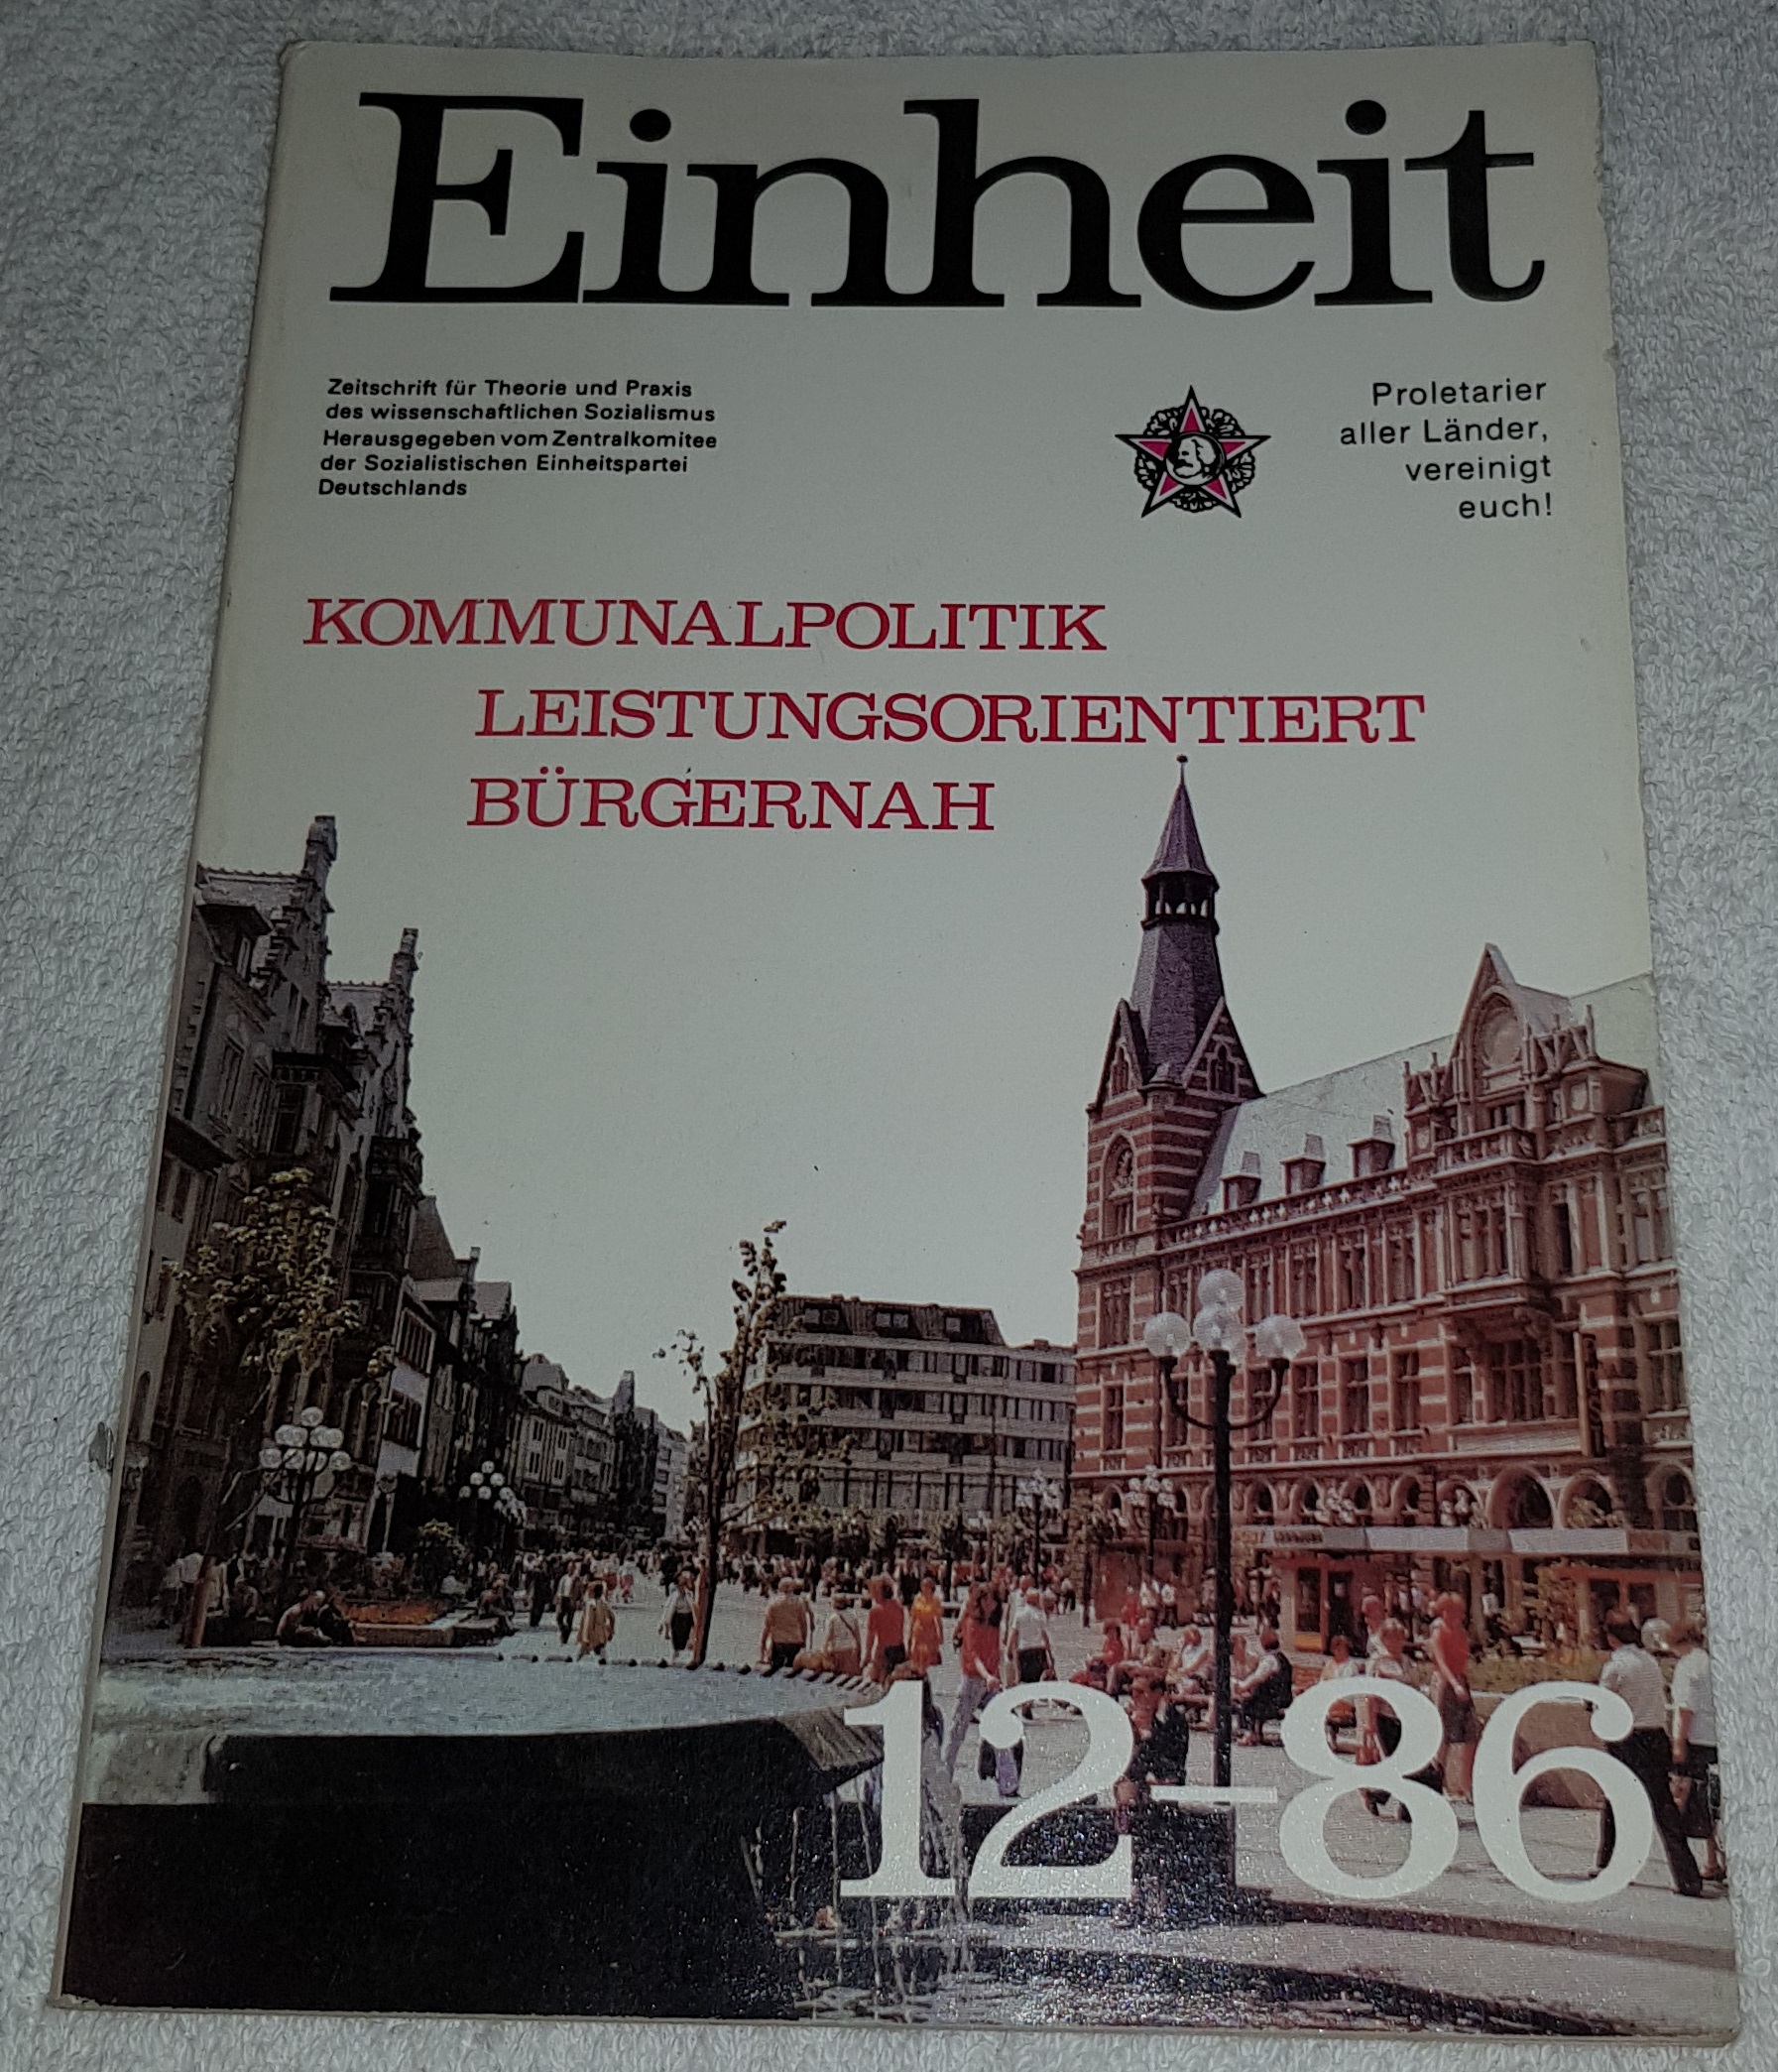 Einheit
Zeitschrift für Theorie und Praxis
des wissenschaftlichen Sozialismus
Herausgegeben vom Zentralkomitee
der Sozialistischen Einheitspartei
Deutschlands
Proletarier
aller Länder,
vereinigt
euch!
KOMMUNALPOLITIK
LEISTUNGSORIENTIERT
BÜRGERNAH
12-86